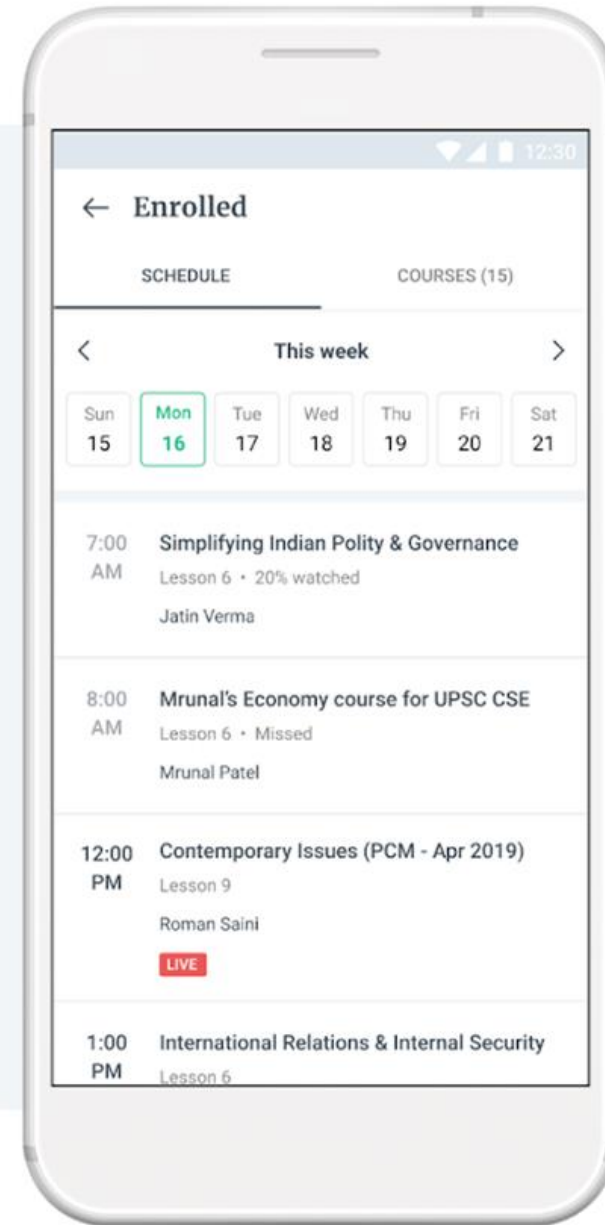 12:30
← Enrolled
SCHEDULE COURSES (15)
< This week >
Sun Mon Tue Wed Thu Fri Sat
15 16 17 18 19 20 21
7:00 Simplifying Indian Polity & Governance
AM Lesson 6 • 20% watched
Jatin Verma
8:00 Mrunal's Economy course for UPSC CSE
AM Lesson 6 • Missed
Mrunal Patel
12:00 Contemporary Issues (PCM - Apr 2019)
PM Lesson 9
Roman Saini
LIVE
1:00 International Relations & Internal Security
PM Lesson 6